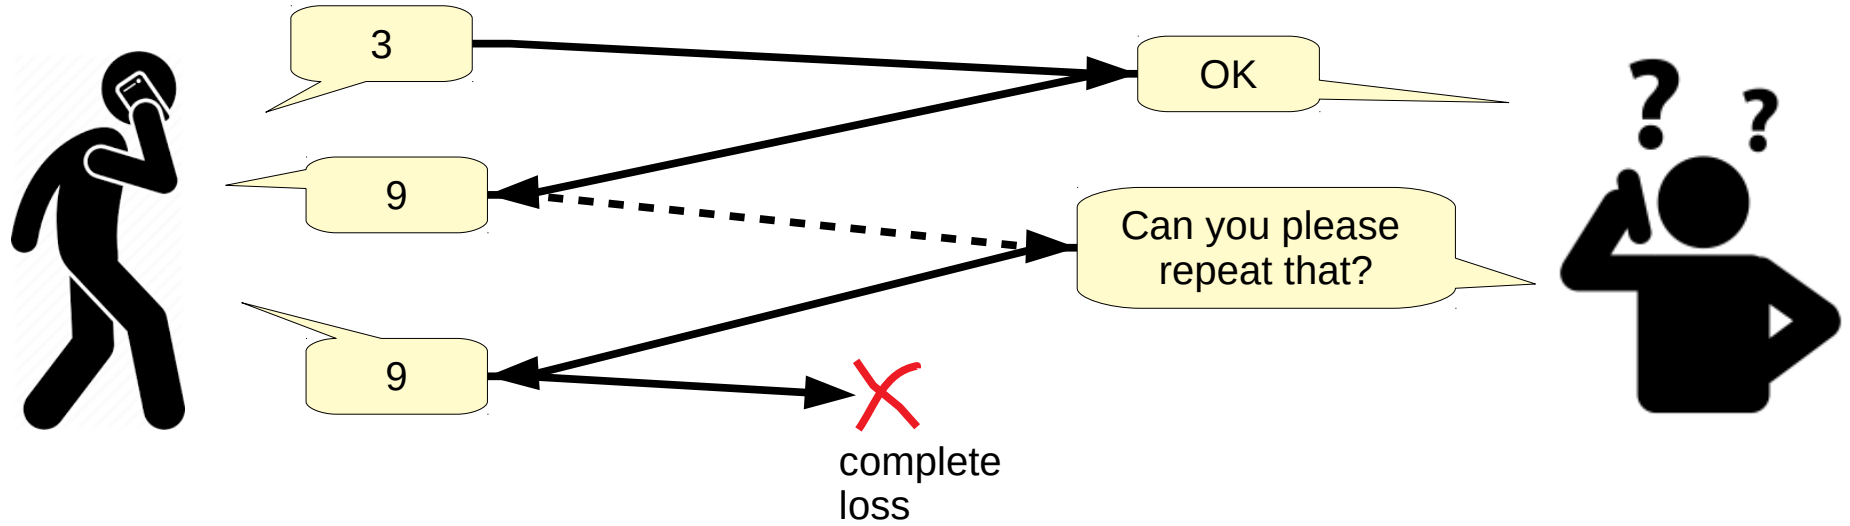 3
OK
9
Can you please
repeat that?
9
complete
loss
? ?